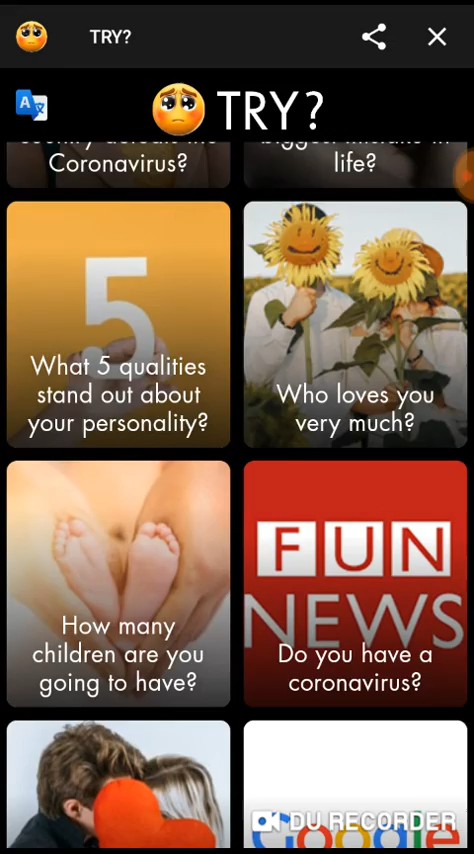 TRY?
TRY?
Coronavirus?
life?
5
What 5 qualities
stand out about
your personality?
Who loves you
very much?
How many
children are you
going to have?
FUN
NEWS
Do you have a
coronavirus?
DU RECORDER
Google